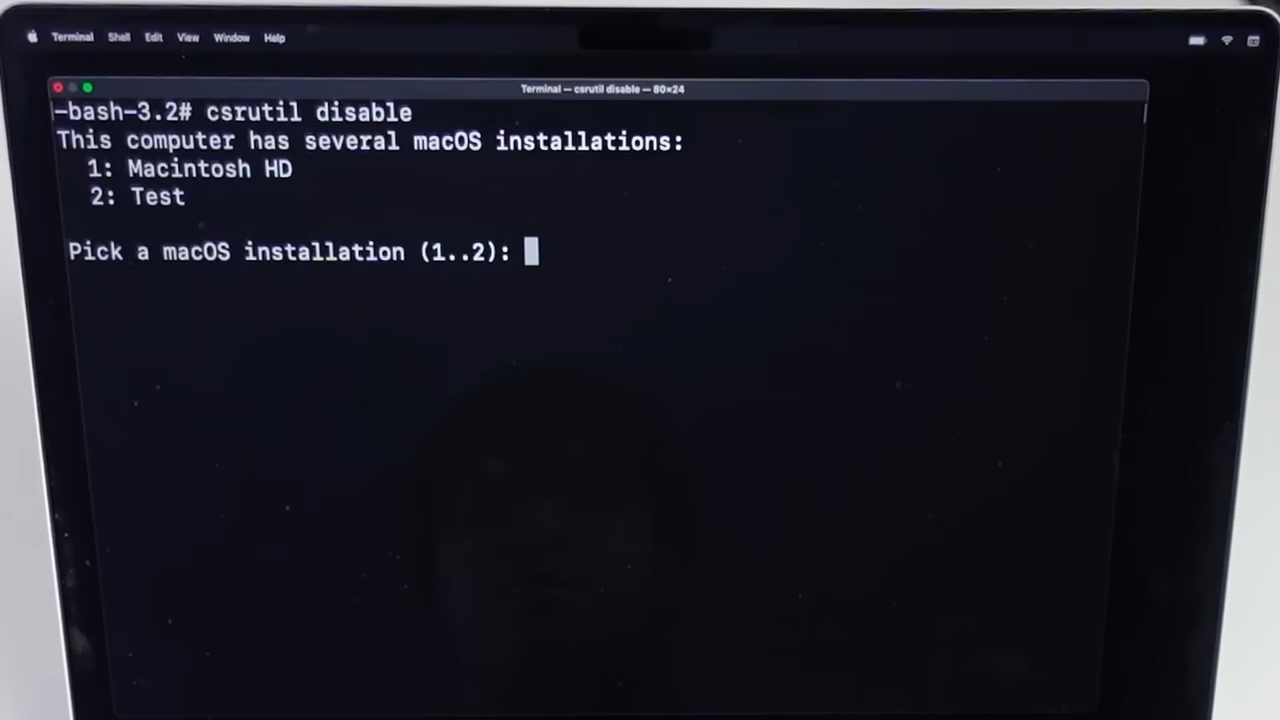 Terminal Shell Edit View Window Help
Terminal — csrutil disable — 80×24
-bash-3.2# csrutil disable
This computer has several macOS installations:
1: Macintosh HD
2: Test
Pick a macOS installation (1..2):